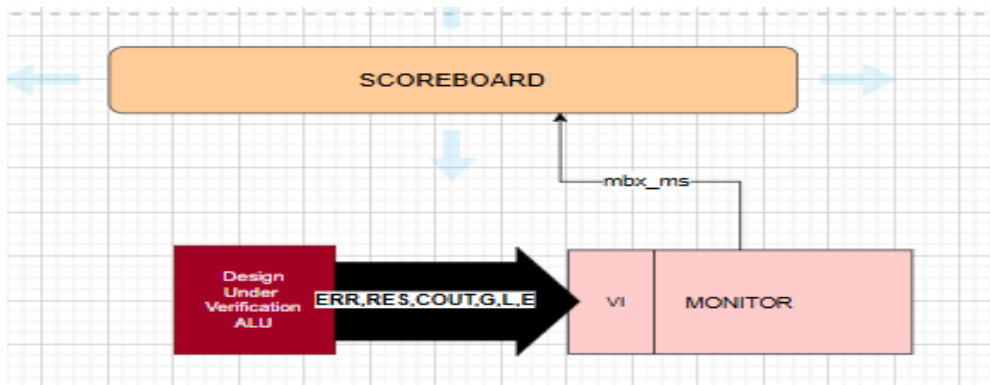 SCOREBOARD
mbx_ms
Design
Under
Verification
ALU
ERR,RES,COUT,G,L,E
VI
MONITOR